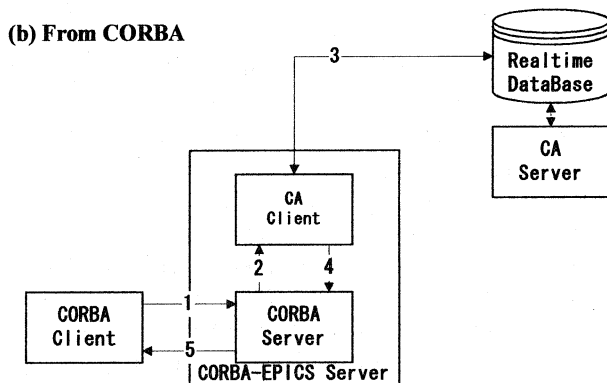 (b) From CORBA
3
Realtime
DataBase
CA
Server
CA
Client
2
4
CORBA
Client
1
5
CORBA
Server
CORBA-EPICS Server